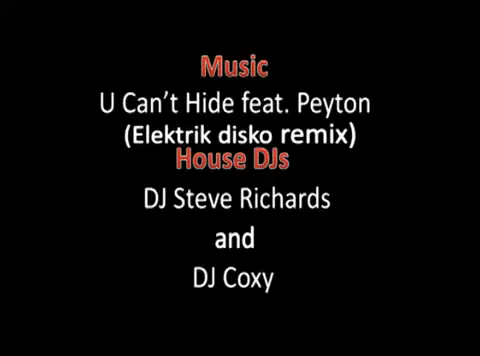 Music
U Can't Hide feat. Peyton
(Elektrik disko remix)
House DJs
DJ Steve Richards
and
DJ Coxy